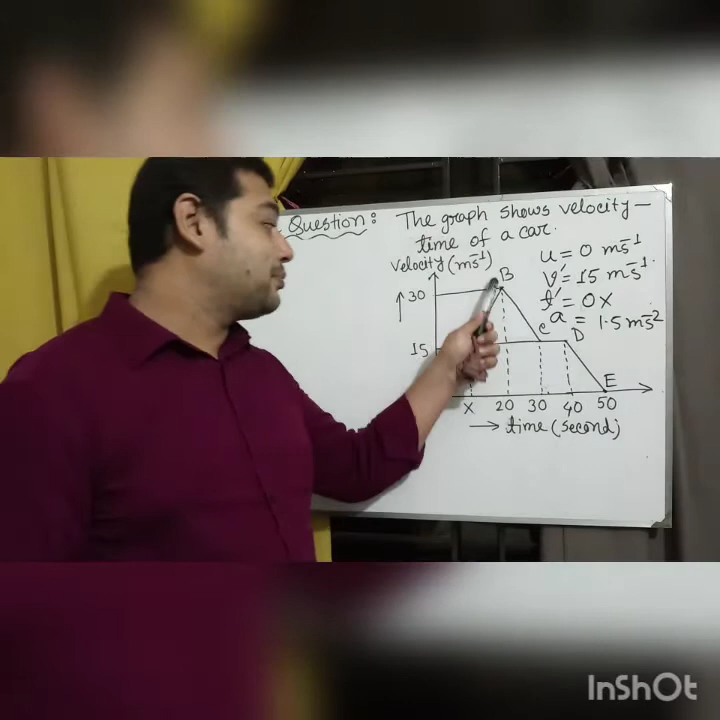 Question: The graph shows velocity-
time of a car.
velocity (ms⁻¹)
u = 0 ms⁻¹
v' = 15 ms⁻¹
t' = 0X
a = 1.5 ms⁻²
B
30
C
D
15
E
X 20 30 40 50
→ time (second)
InShOt